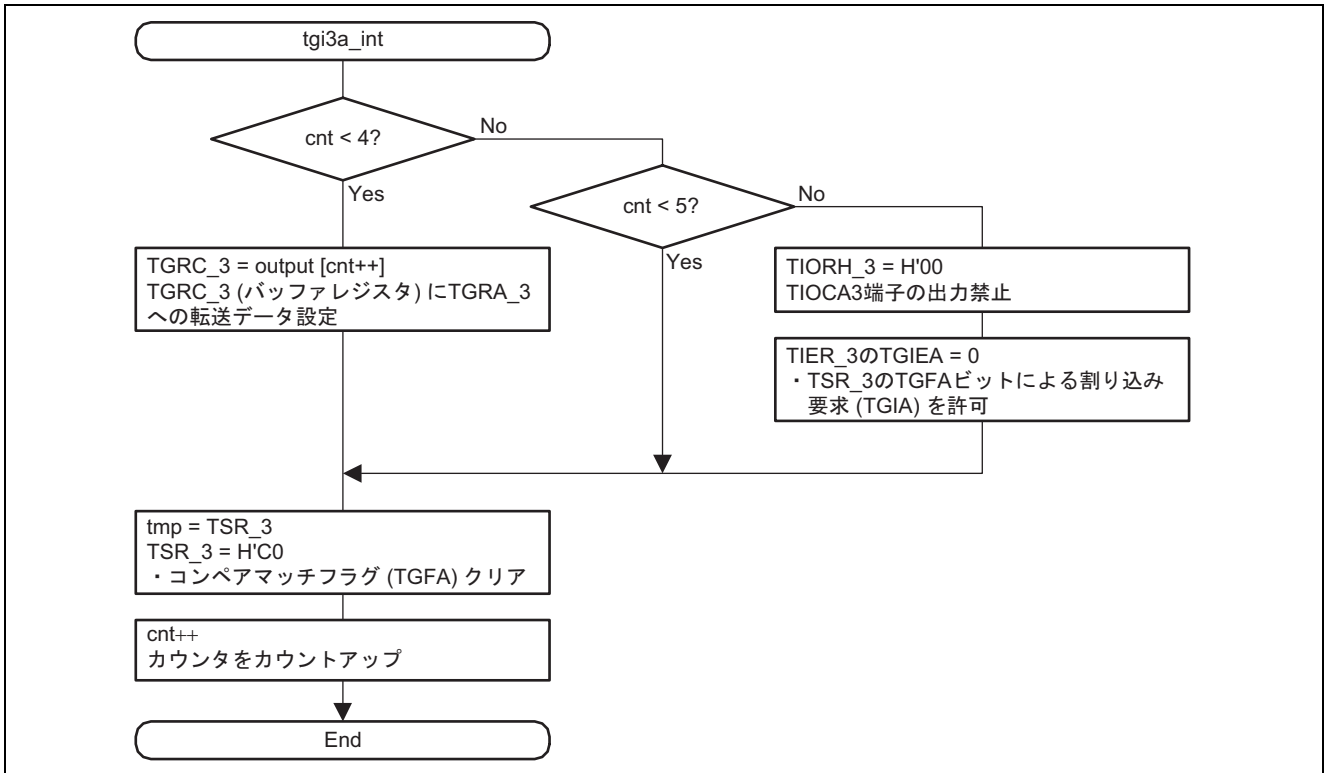 tgi3a_int
cnt < 4?
No
Yes
cnt < 5?
No
Yes
TGRC_3 = output [cnt++]
TGRC_3 (バッファレジスタ) にTGRA_3
への転送データ設定
TIORH_3 = H'00
TIOCA3端子の出力禁止
TIER_3のTGIEA = 0
・TSR_3のTGFAビットによる割り込み
要求 (TGIA) を許可
tmp = TSR_3
TSR_3 = H'C0
・コンペアマッチフラグ (TGFA) クリア
cnt++
カウンタをカウントアップ
End